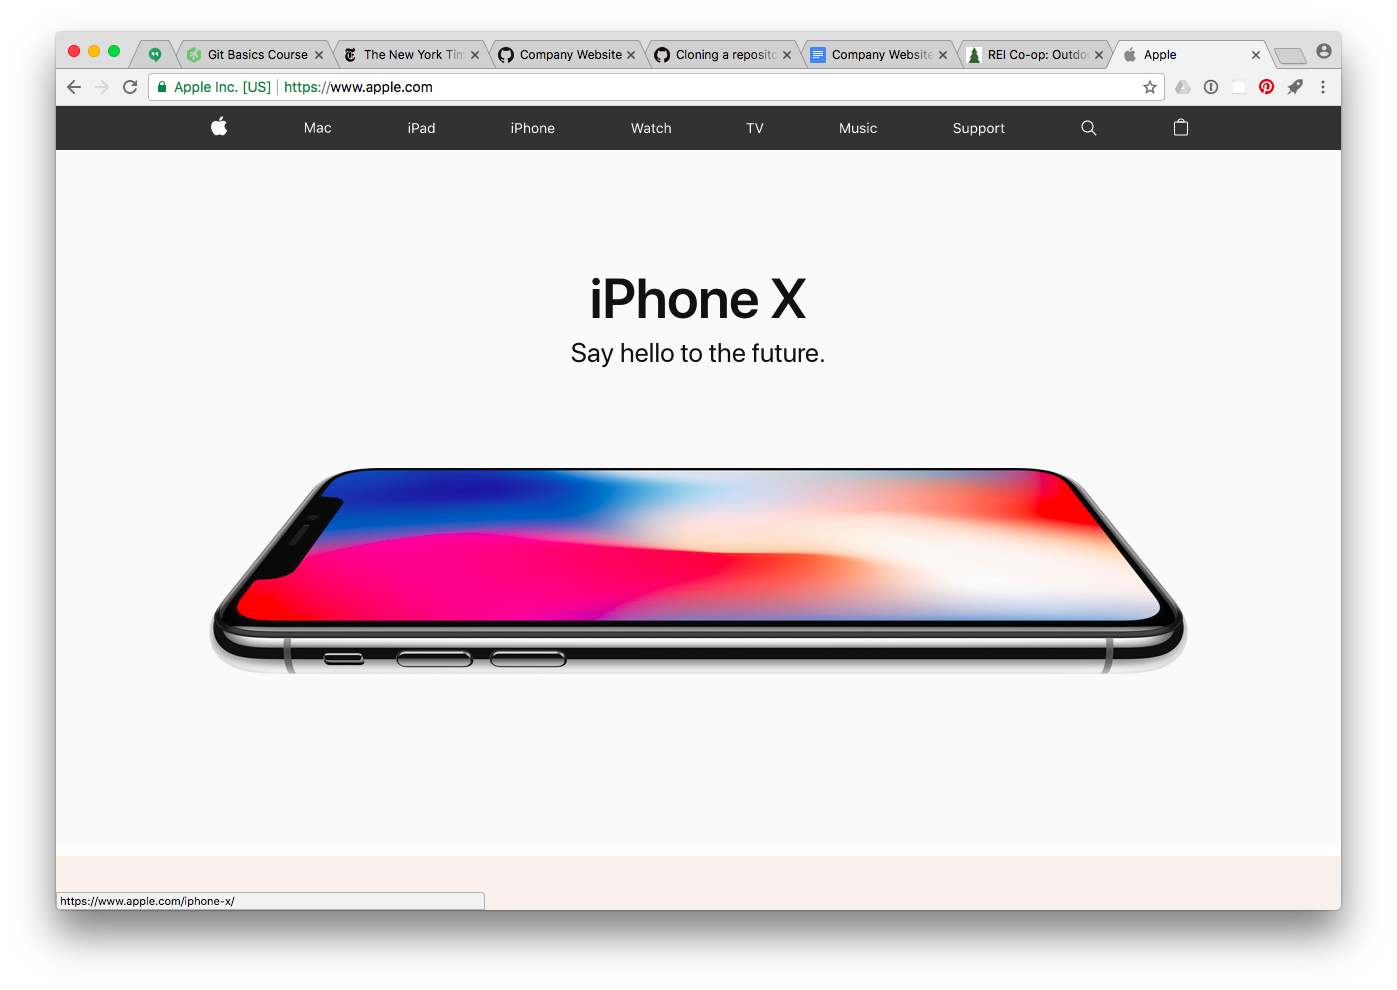 Git Basics Course
The New York Tim
Company Website
Cloning a reposito
Company Website
REI Co-op: Outdo
Apple
Apple Inc. [US]
https://www.apple.com
Mac
iPad
iPhone
Watch
TV
Music
Support
iPhone X
Say hello to the future.
https://www.apple.com/iphone-x/